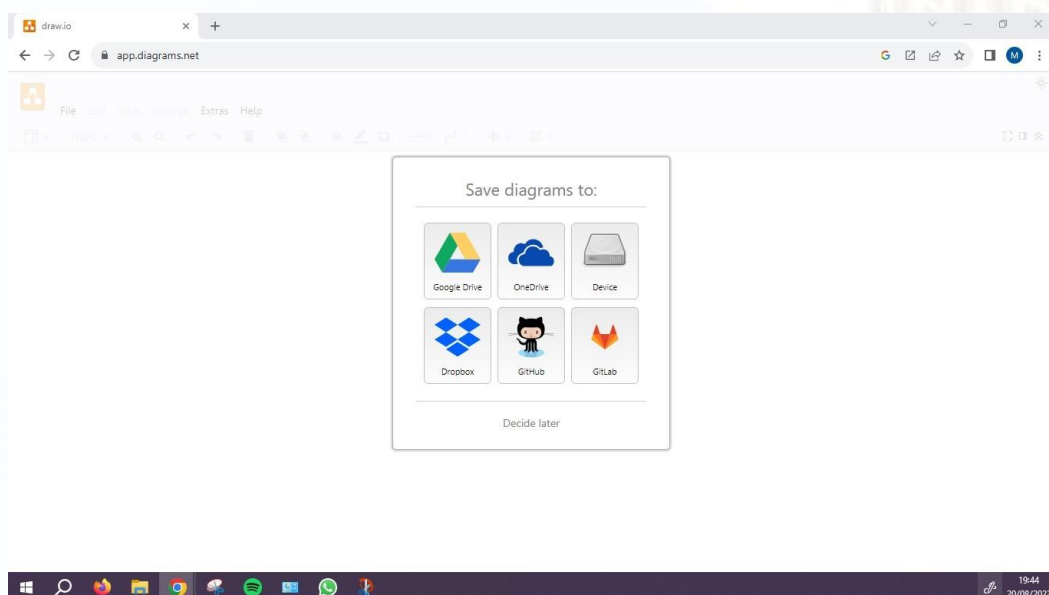 draw.io
app.diagrams.net
G
M
File Edit View Arrange Extras Help
Save diagrams to:
Google Drive OneDrive Device
Dropbox GitHub GitLab
Decide later
19:44